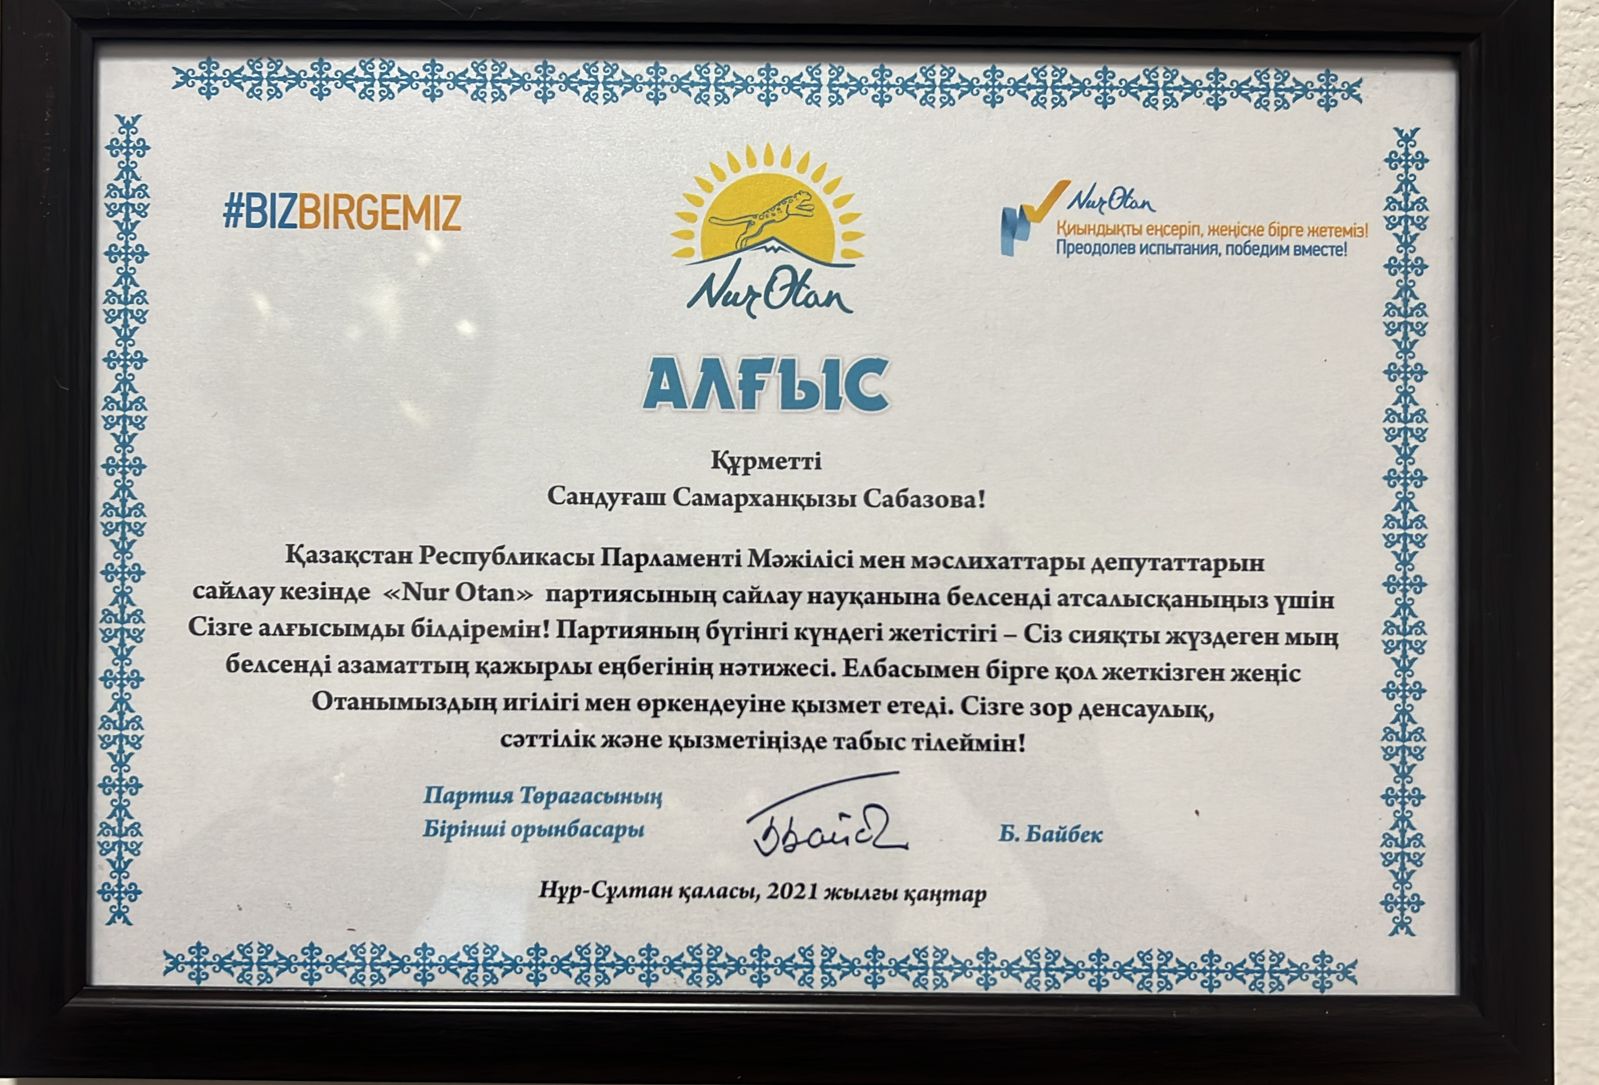 #BIZBIRGEMIZ
Nur Otan
Nur Otan
Қиындықты еңсеріп, жеңіске бірге жетеміз!
Преодолев испытания, победим вместе!
АЛҒЫС
Құрметті
Сандуғаш Самарханқызы Сабазова!
Қазақстан Республикасы Парламенті Мәжілісі мен мәслихаттары депутаттарын
сайлау кезінде «Nur Otan» партиясының сайлау науқанына белсенді атсалысқаныңыз үшін
Сізге алғысымды білдіремін! Партияның бүгінгі күндегі жетістігі – Сіз сияқты жүздеген мың
белсенді азаматтың қажырлы еңбегінің нәтижесі. Елбасымен бірге қол жеткізген жеңіс
Отанымыздың игілігі мен өркендеуіне қызмет етеді. Сізге зор денсаулық,
сәттілік және қызметіңізде табыс тілеймін!
Партия Төрағасының
Бірінші орынбасары
Б. Байбек
Нұр-Сұлтан қаласы, 2021 жылғы қаңтар